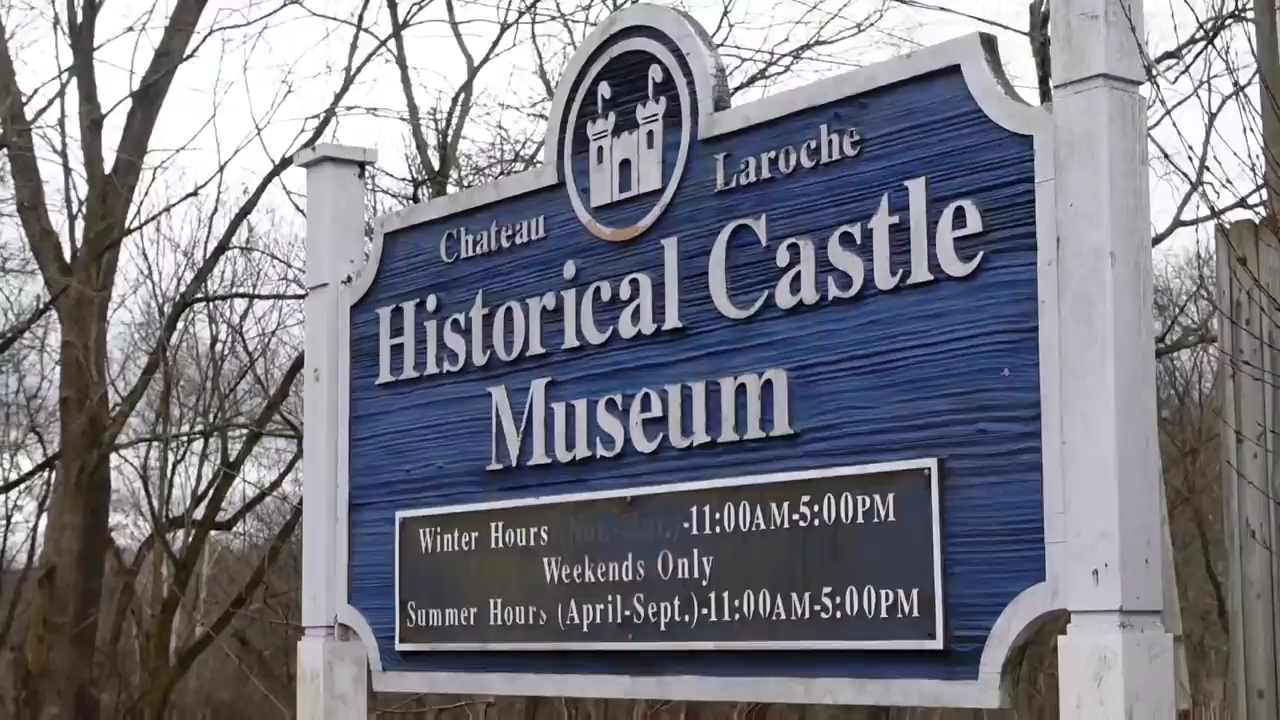 Chateau Laroche
Historical Castle
Museum
Winter Hours -11:00AM-5:00PM
Weekends Only
Summer Hours (April-Sept.)-11:00AM-5:00PM